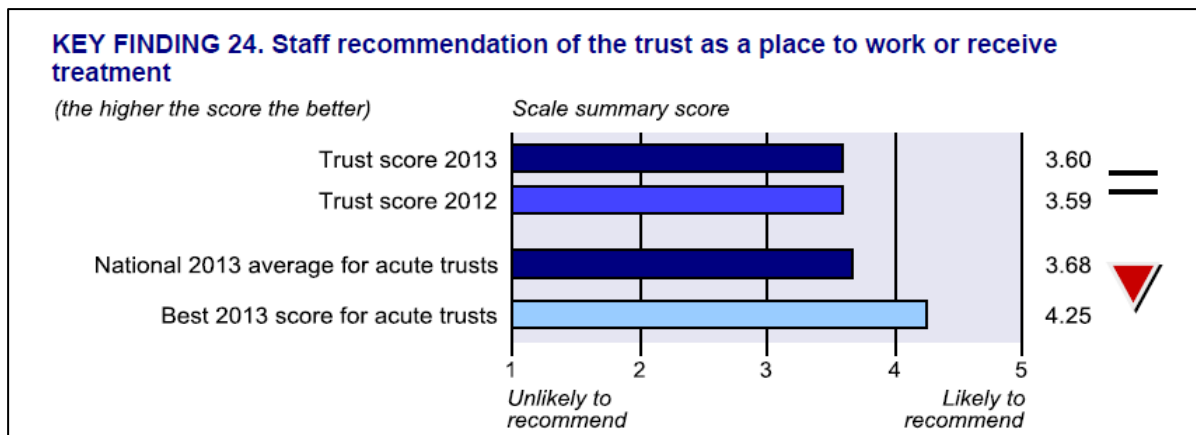 KEY FINDING 24. Staff recommendation of the trust as a place to work or receive
treatment
(the higher the score the better) Scale summary score
Trust score 2013 3.60
Trust score 2012 3.59
National 2013 average for acute trusts 3.68
Best 2013 score for acute trusts 4.25
1 2 3 4 5
Unlikely to Likely to
recommend recommend